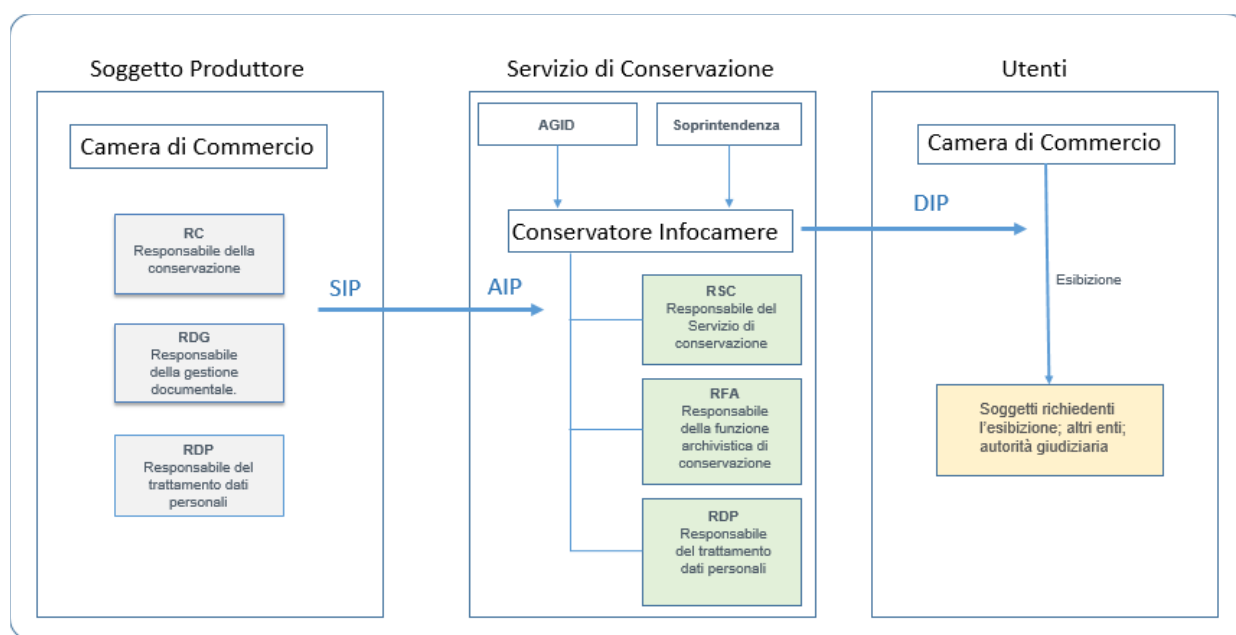 Soggetto Produttore
Camera di Commercio
RC
Responsabile della
conservazione
RDG
Responsabile
della gestione
documentale.
RDP
Responsabile del
trattamento dati
personali
SIP
Servizio di Conservazione
AGID
Soprintendenza
Conservatore Infocamere
AIP
RSC
Responsabile del
Servizio di
conservazione
RFA
Responsabile
della funzione
archivistica di
conservazione
RDP
Responsabile
del trattamento
dati personali
DIP
Utenti
Camera di Commercio
Esibizione
Soggetti richiedenti
l'esibizione; altri enti;
autorità giudiziaria